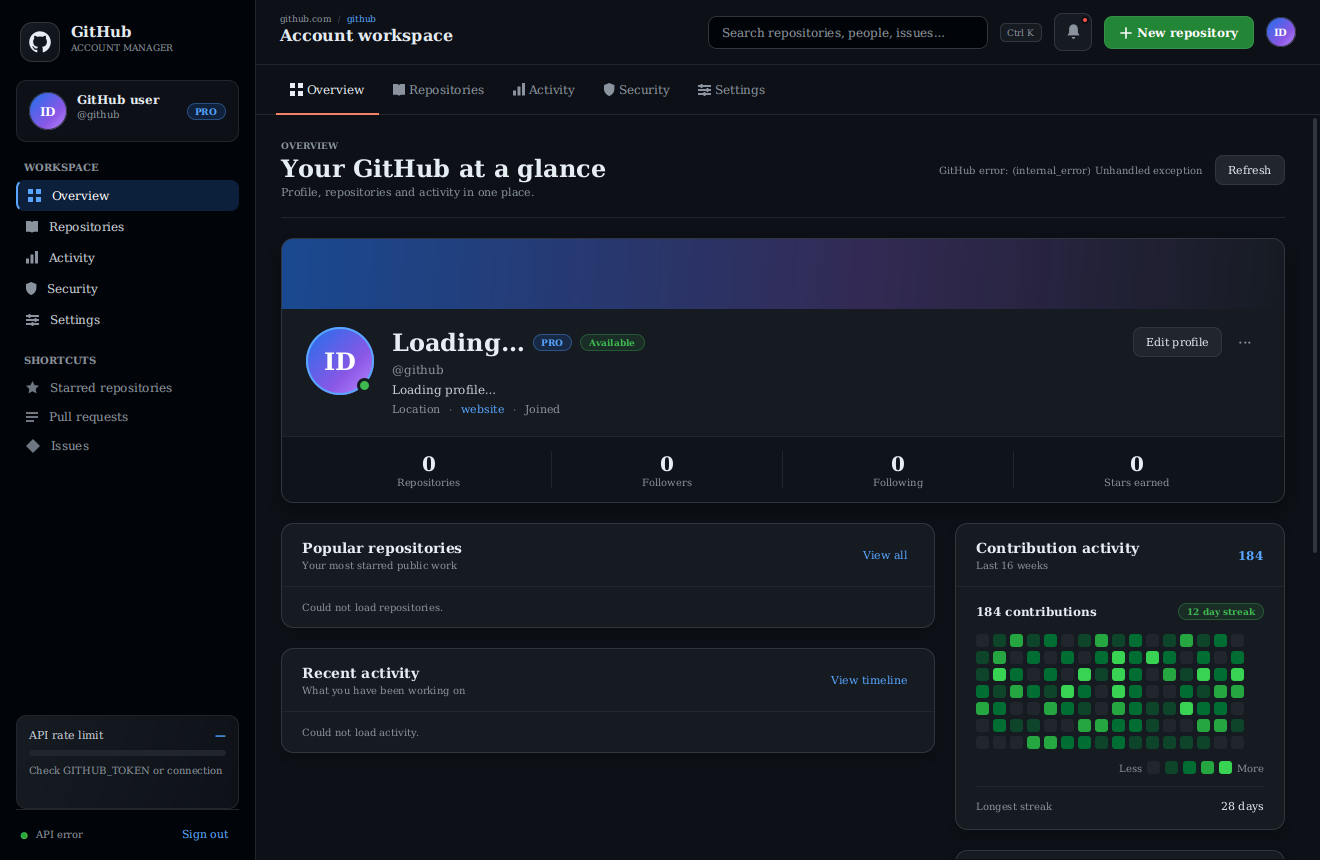 GitHub
ACCOUNT MANAGER
ID
GitHub user
@github
PRO
WORKSPACE
Overview
Repositories
Activity
Security
Settings
SHORTCUTS
Starred repositories
Pull requests
Issues
API rate limit
—
Check GITHUB_TOKEN or connection
API error
Sign out
github.com / github
Account workspace
Search repositories, people, issues...
Ctrl K
New repository
ID
Overview
Repositories
Activity
Security
Settings
OVERVIEW
Your GitHub at a glance
Profile, repositories and activity in one place.
GitHub error: (internal_error) Unhandled exception
Refresh
ID
Loading...
PRO
Available
@github
Loading profile...
Location · website · Joined
Edit profile
···
0
Repositories
0
Followers
0
Following
0
Stars earned
Popular repositories
Your most starred public work
View all
Could not load repositories.
Recent activity
What you have been working on
View timeline
Could not load activity.
Contribution activity
Last 16 weeks
184
184 contributions
12 day streak
Less
More
Longest streak
28 days